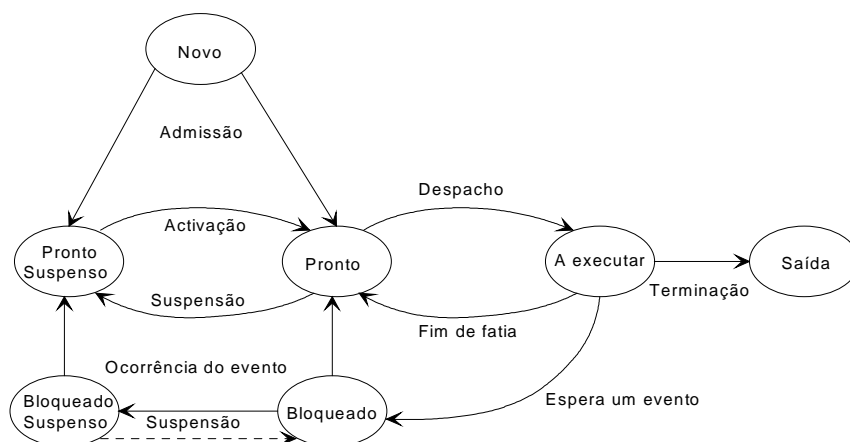 Novo
Admissão
Despacho
Activação
Pronto
Suspenso
Pronto
A executar
Saída
Terminação
Suspensão
Fim de fatia
Ocorrência do evento
Espera um evento
Bloqueado
Suspenso
Suspensão
Bloqueado